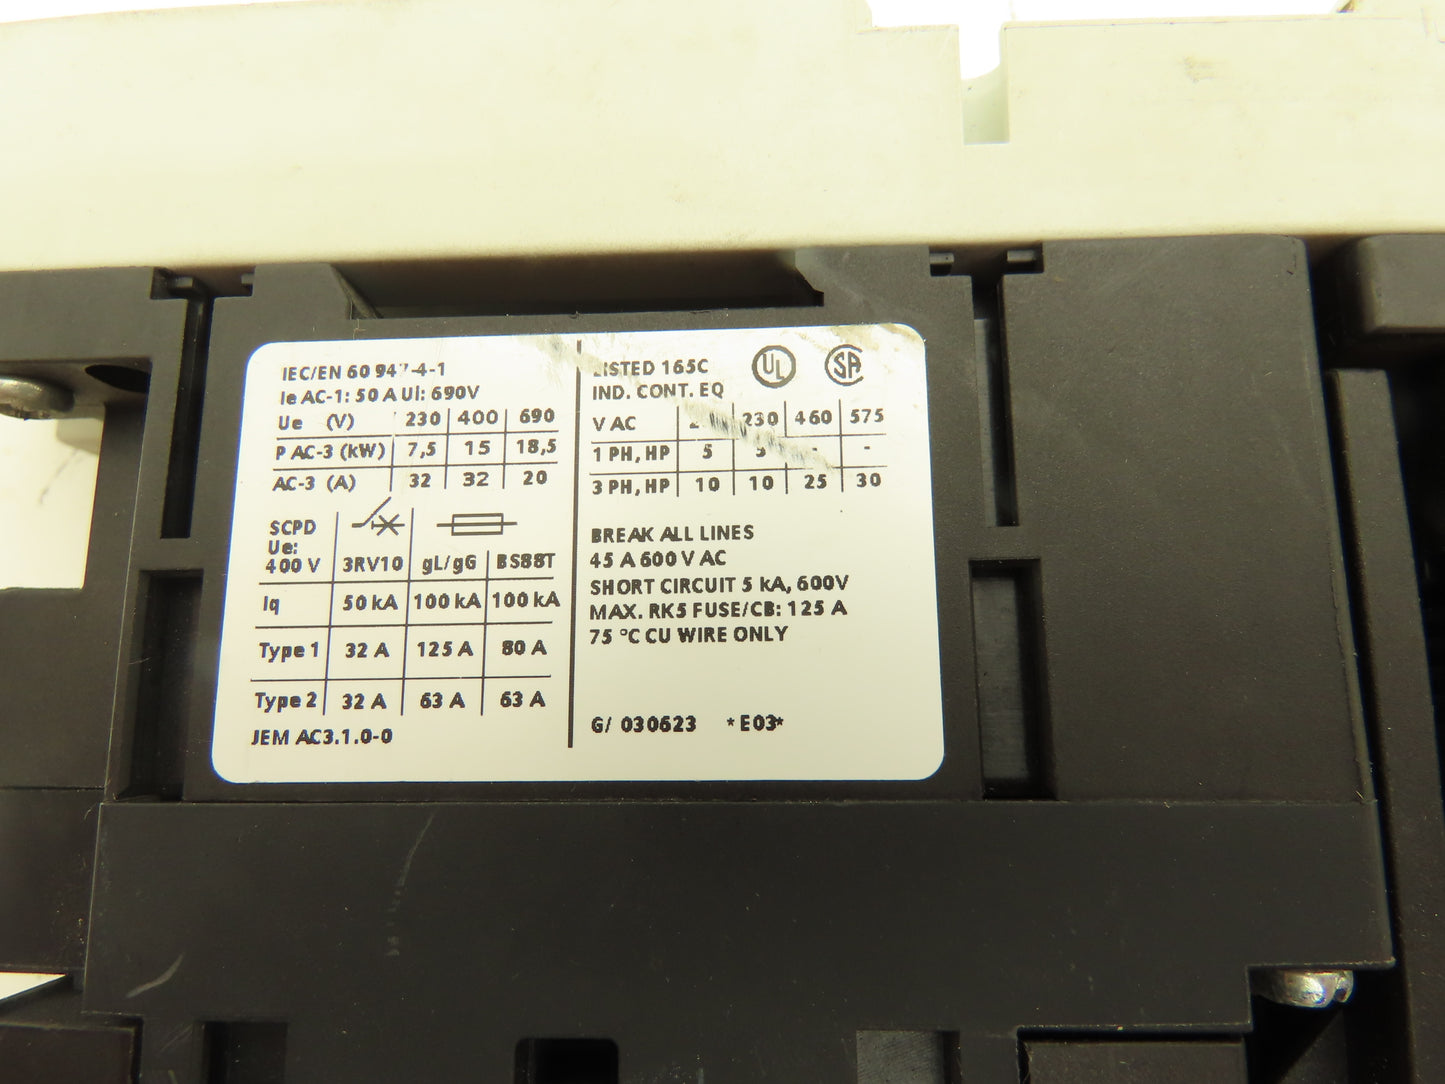 IEC/EN 60 947-4-1
Ie AC-1: 50 A Ui: 690V
Ue (V) 230 400 690
P AC-3 (kW) 7,5 15 18,5
AC-3 (A) 32 32 20
SCPD
Ue:
400 V 3RV10 gL/gG BS88T
Iq 50 kA 100 kA 100 kA
Type 1 32 A 125 A 80 A
Type 2 32 A 63 A 63 A
JEM AC3.1.0-0
LISTED 165C UL SA
IND. CONT. EQ
V AC 230 460 575
1 PH, HP 5 - -
3 PH, HP 10 10 25 30
BREAK ALL LINES
45 A 600 V AC
SHORT CIRCUIT 5 kA, 600V
MAX. RK5 FUSE/CB: 125 A
75 °C CU WIRE ONLY
G/ 030623 *E03*